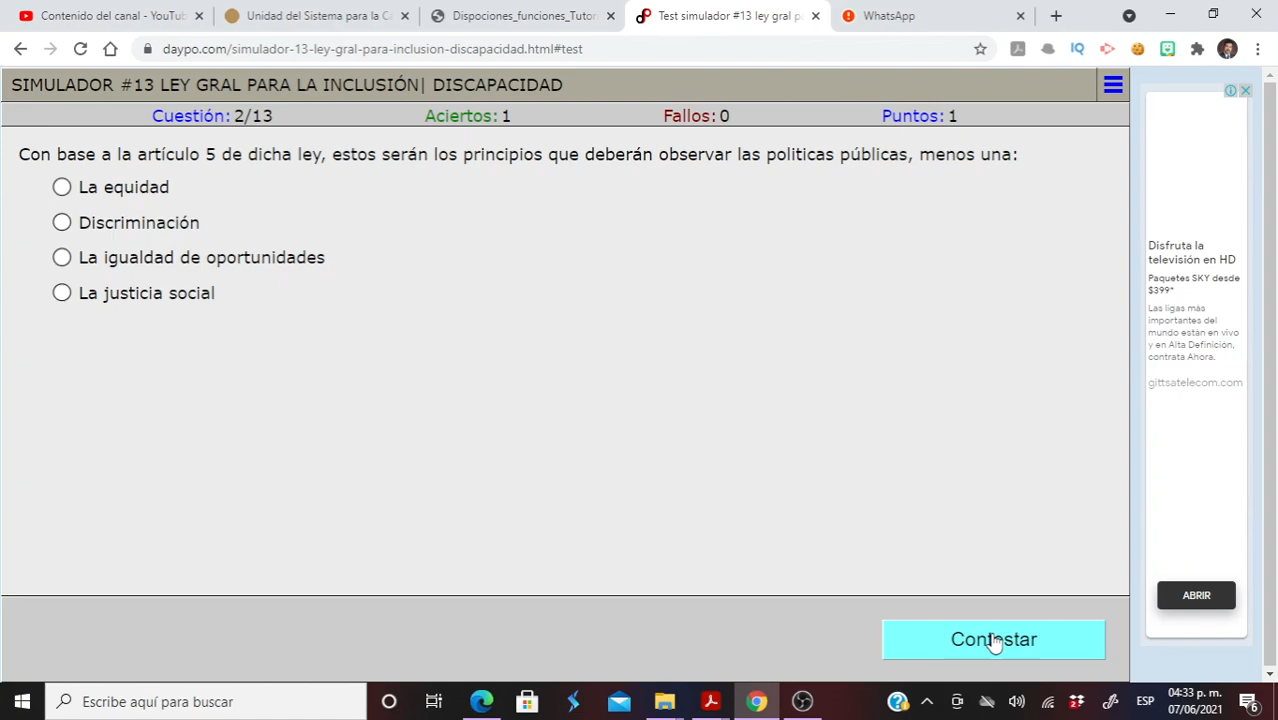 Contenido del canal - YouTu
Unidad del Sistema para la Ca
Dispociones_funciones_Tutori
Test simulador #13 ley gral pa
WhatsApp
daypo.com/simulador-13-ley-gral-para-inclusion-discapacidad.html#test
SIMULADOR #13 LEY GRAL PARA LA INCLUSIÓN| DISCAPACIDAD
Cuestión: 2/13 Aciertos: 1 Fallos: 0 Puntos: 1
Con base a la artículo 5 de dicha ley, estos serán los principios que deberán observar las politicas públicas, menos una:
La equidad
Discriminación
La igualdad de oportunidades
La justicia social
Contestar
Disfruta la
televisión en HD
Paquetes SKY desde
$399*
Las ligas más
importantes del
mundo están en vivo
y en Alta Definición,
contrata Ahora.
gittsatelecom.com
ABRIR
Escribe aquí para buscar
ESP
04:33 p. m.
07/06/2021
6